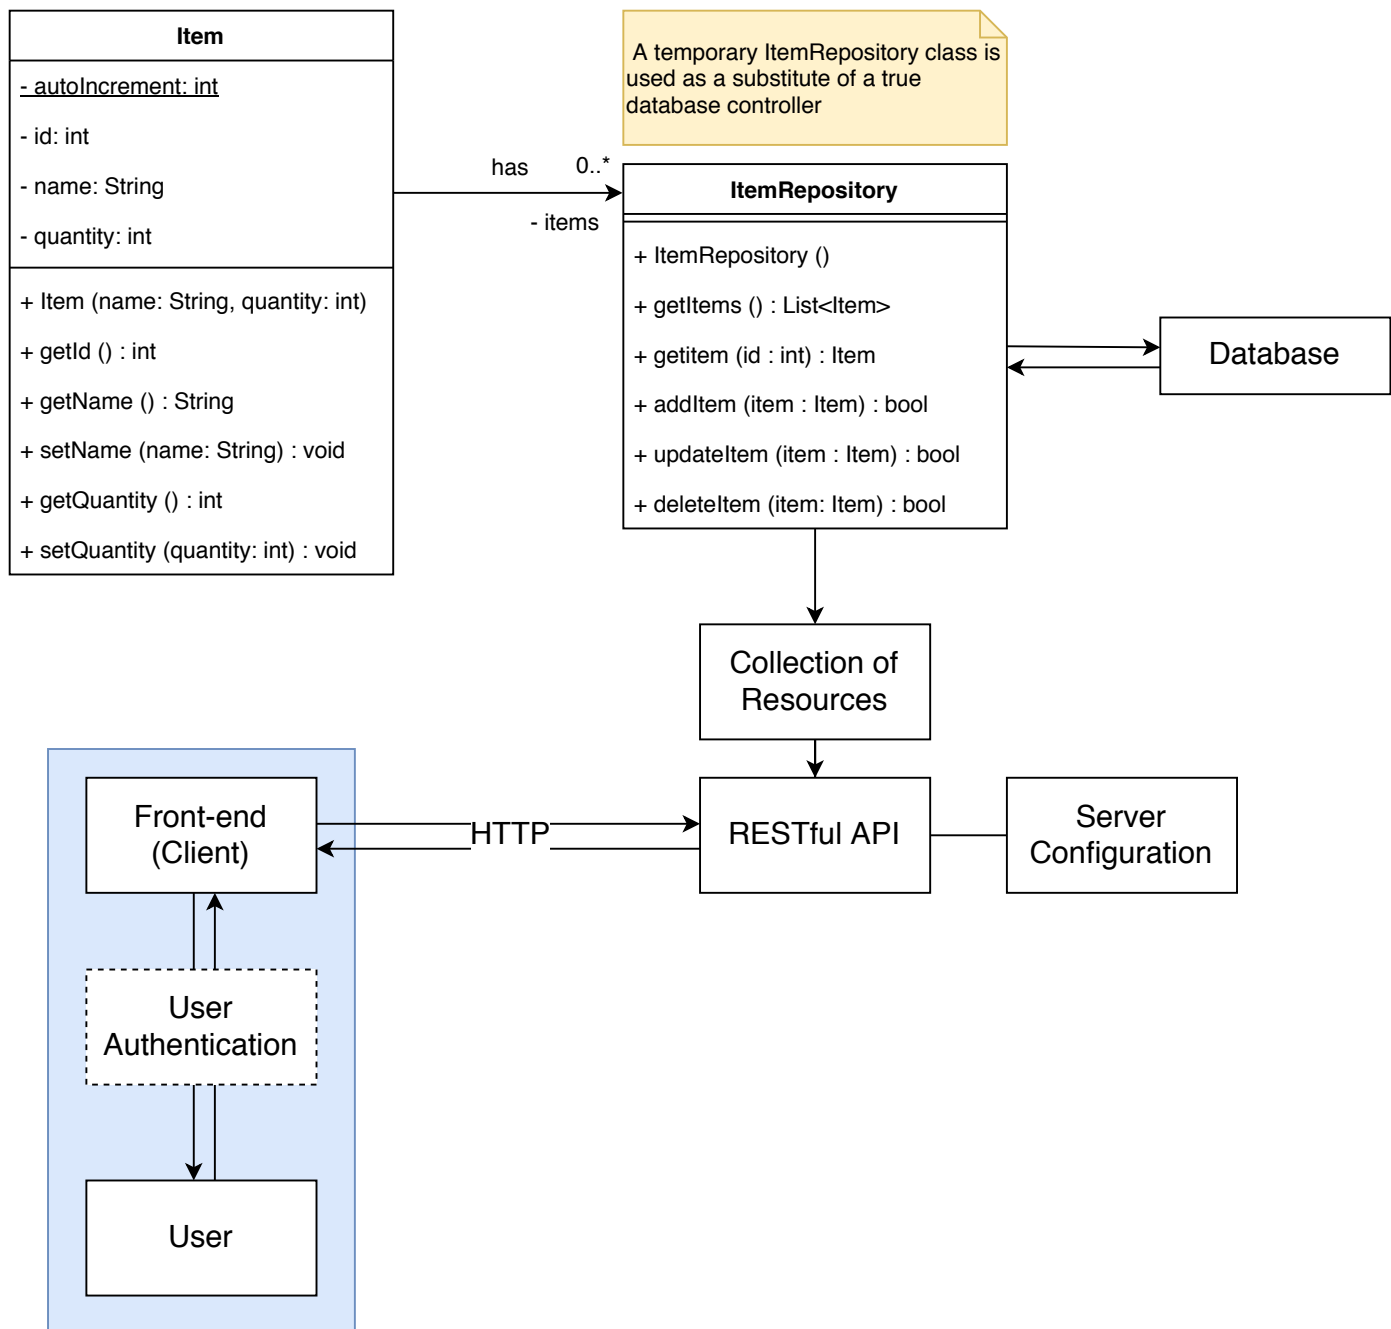 Item
- autoIncrement: int
- id: int
- name: String
- quantity: int
+ Item (name: String, quantity: int)
+ getId () : int
+ getName () : String
+ setName (name: String) : void
+ getQuantity () : int
+ setQuantity (quantity: int) : void
has
0..*
- items
A temporary ItemRepository class is
used as a substitute of a true
database controller
ItemRepository
+ ItemRepository ()
+ getItems () : List<Item>
+ getitem (id : int) : Item
+ addItem (item : Item) : bool
+ updateItem (item : Item) : bool
+ deleteItem (item: Item) : bool
Database
Collection of
Resources
Front-end
(Client)
HTTP
RESTful API
Server
Configuration
User
Authentication
User